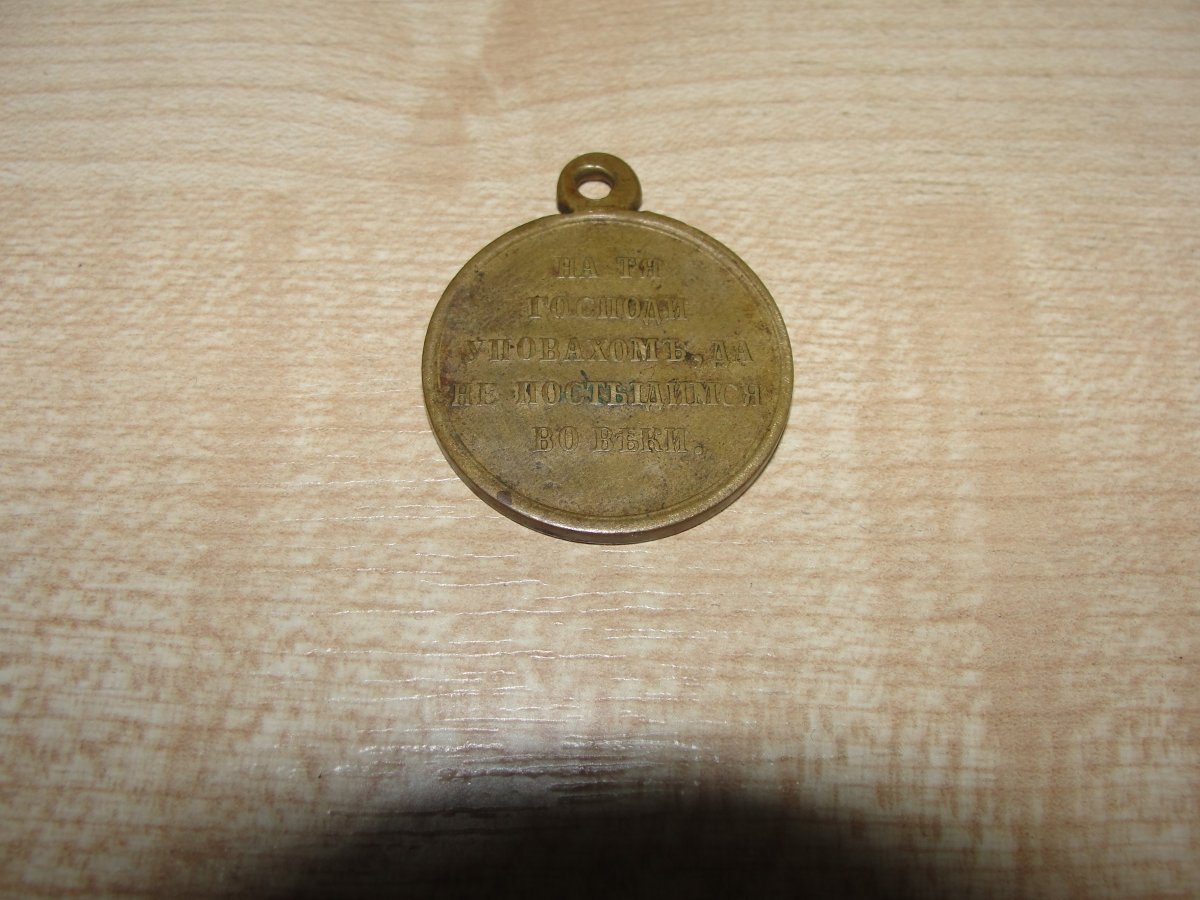 НА ТЯ
ГОСПОДИ
УПОВАХОМЪ, ДА
НЕ ПОСТЫДИМСЯ
ВО ВѢКИ.